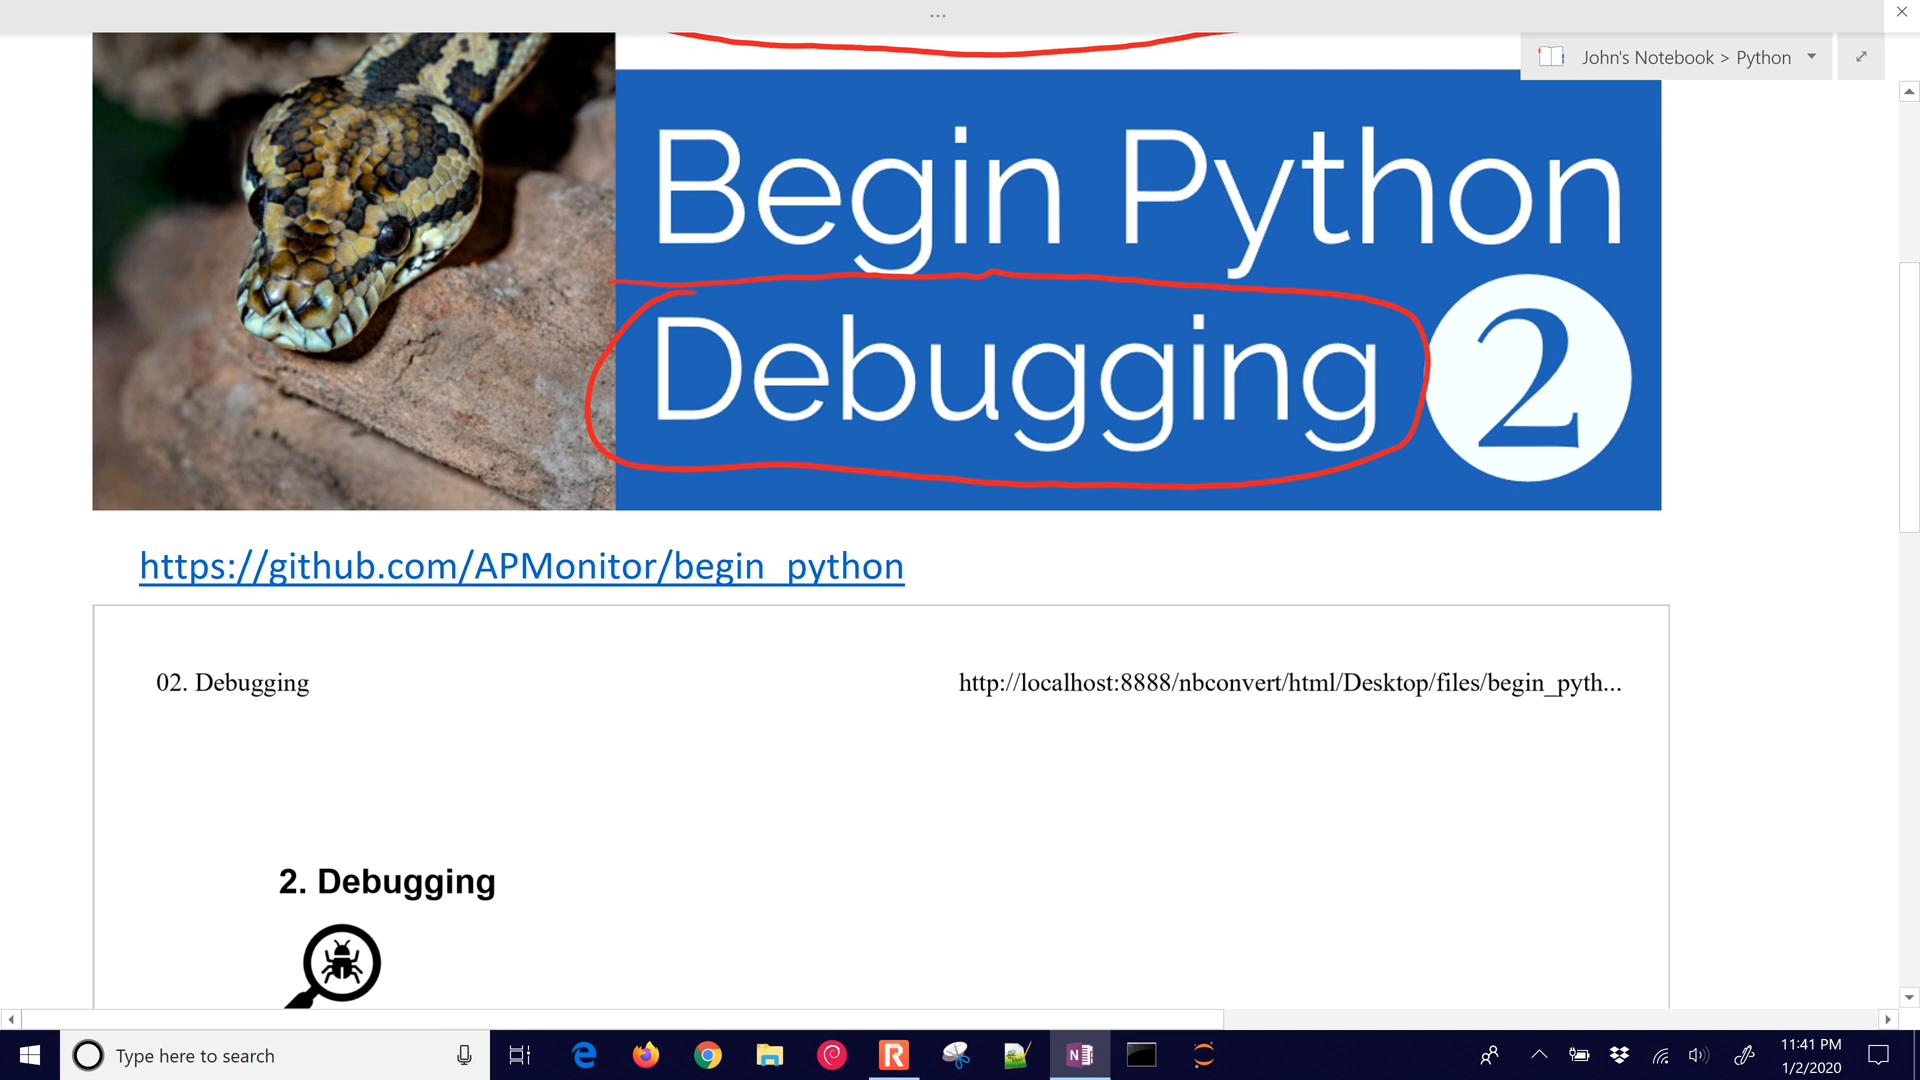 John's Notebook > Python
Begin Python
Debugging
2
https://github.com/APMonitor/begin_python
02. Debugging
http://localhost:8888/nbconvert/html/Desktop/files/begin_pyth...
2. Debugging
Type here to search
11:41 PM
1/2/2020